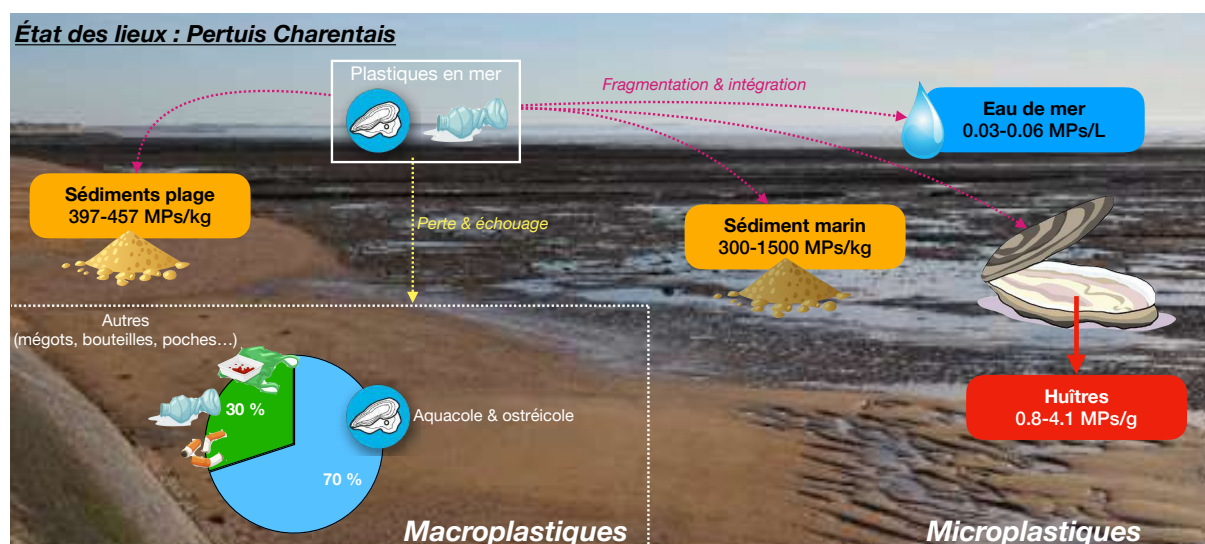 État des lieux : Pertuis Charentais
Plastiques en mer
Fragmentation & intégration
Eau de mer
0.03-0.06 MPs/L
Sédiments plage
397-457 MPs/kg
Perte & échouage
Sédiment marin
300-1500 MPs/kg
Autres
(mégots, bouteilles, poches…)
30 %
Aquacole & ostréicole
70 %
Huîtres
0.8-4.1 MPs/g
Macroplastiques
Microplastiques